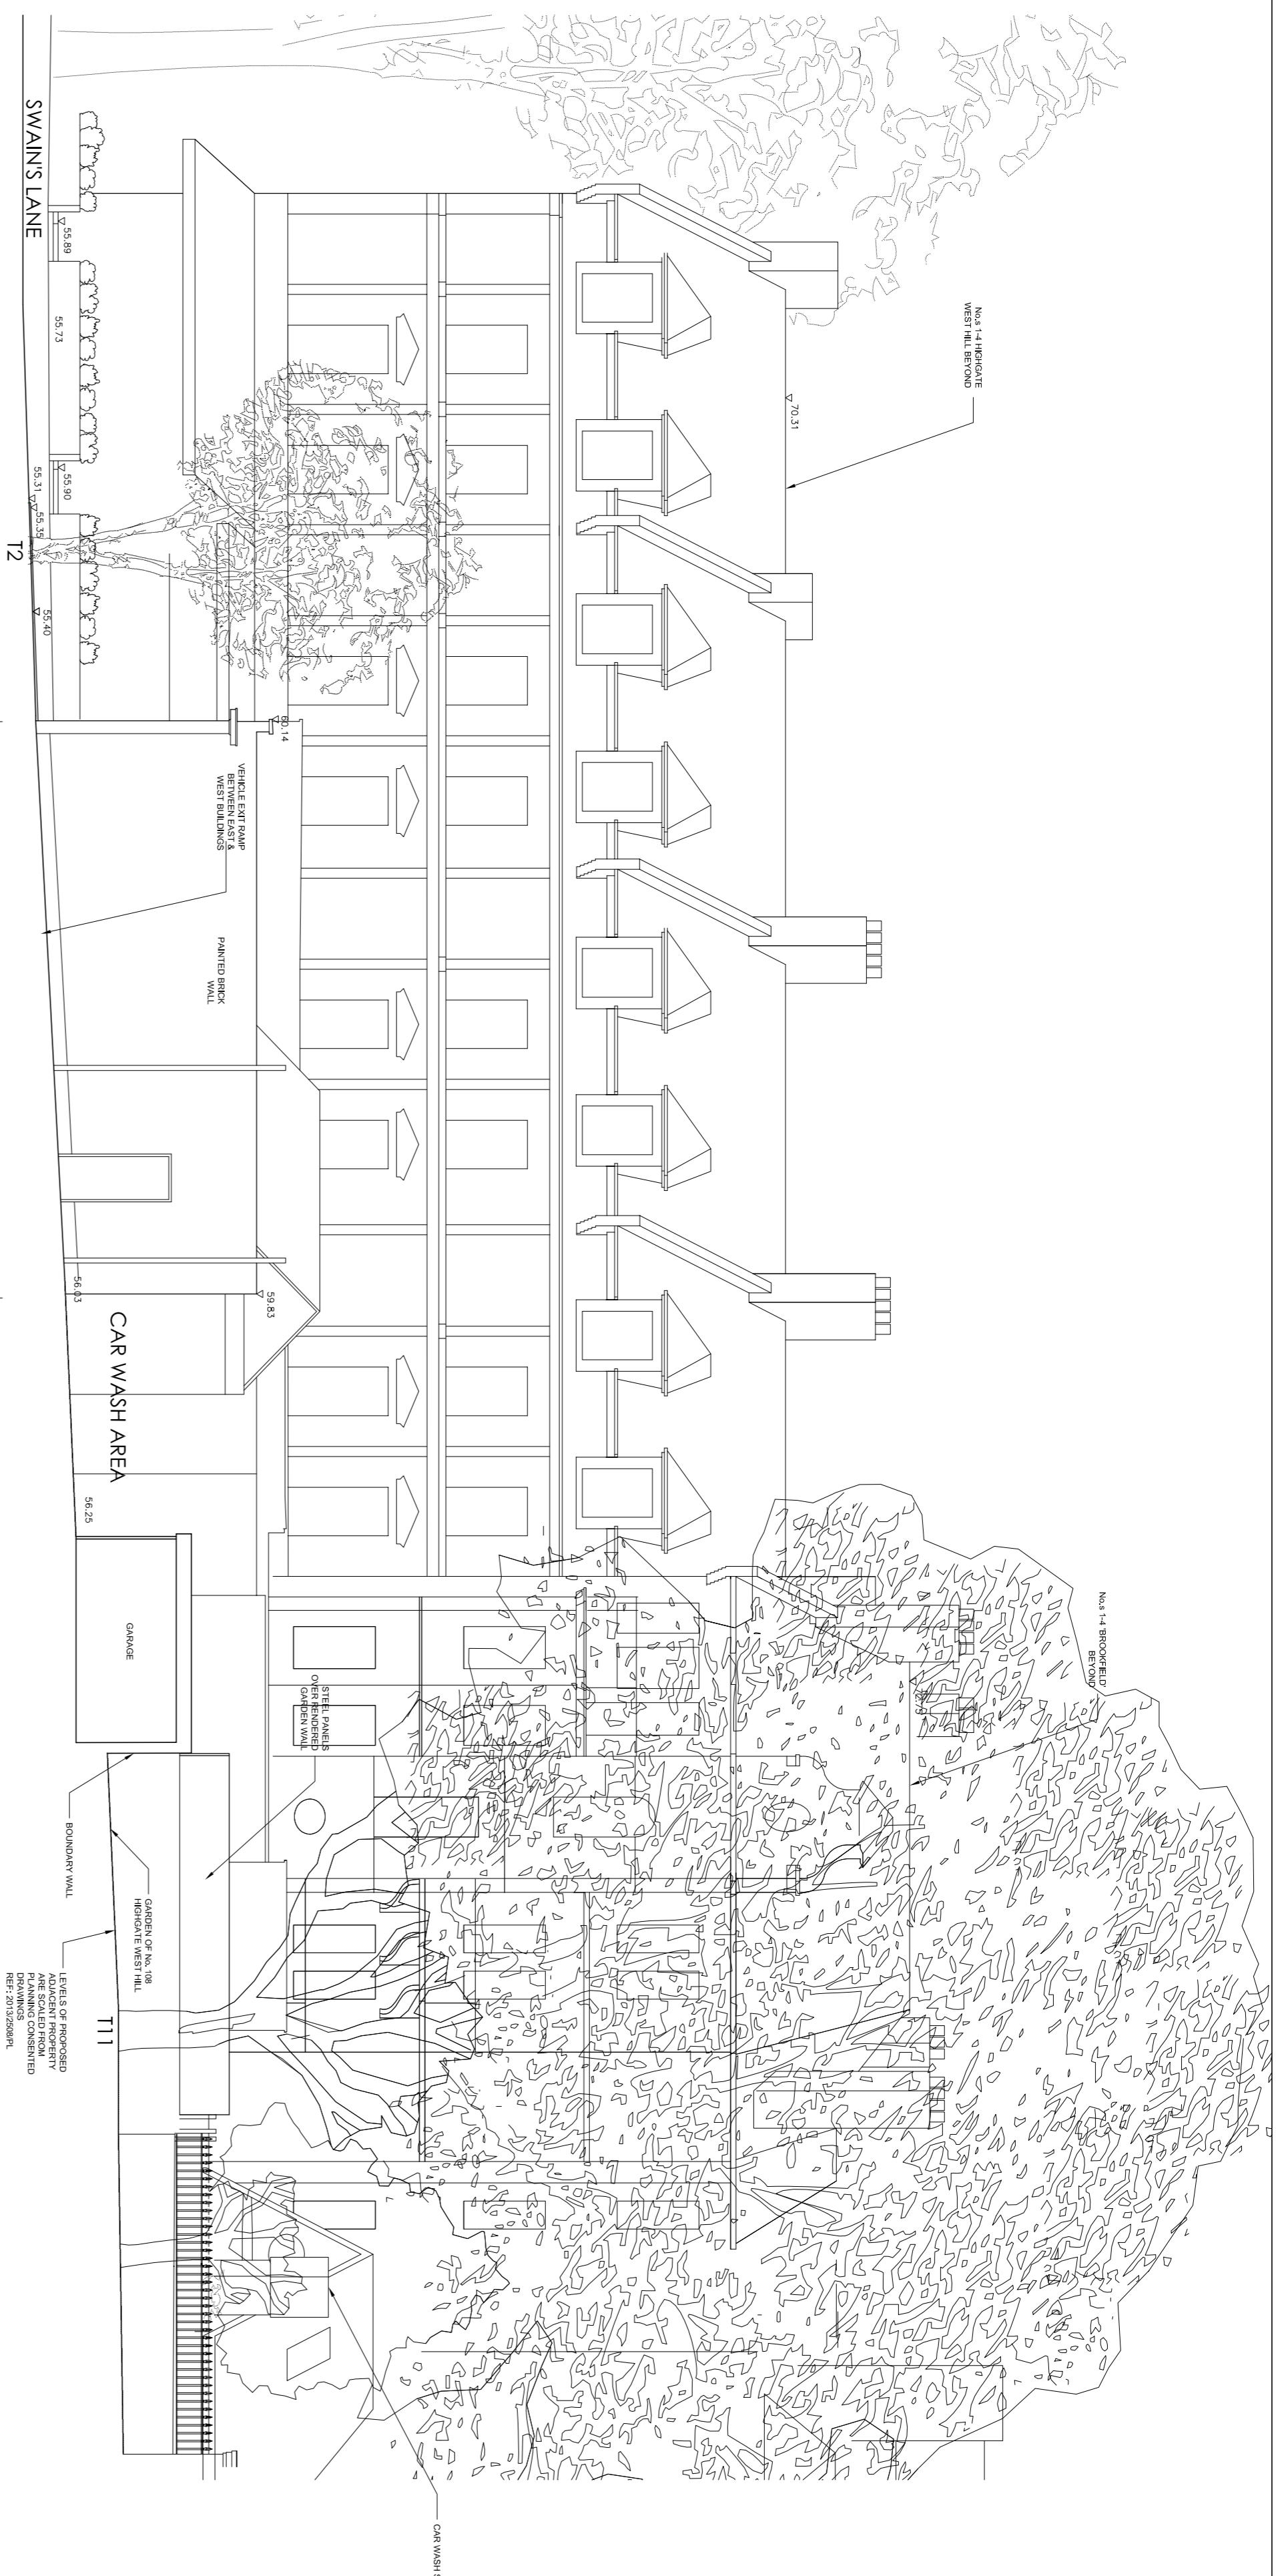 No.s 1-4 HIGHGATE
WEST HILL BEYOND
70.31
No.s 1-4 'BROOKFIELD'
BEYOND
60.14
VEHICLE EXIT RAMP
BETWEEN EAST &
WEST BUILDINGS
PAINTED BRICK
WALL
59.83
STEEL PANELS
OVER RENDERED
GARDEN WALL
CAR WASH
SWAIN'S LANE
55.89
55.73
55.90
55.31
55.35
T2
55.40
56.03
CAR WASH AREA
56.25
GARAGE
BOUNDARY WALL
GARDEN OF No. 108
HIGHGATE WEST HILL
LEVELS OF PROPOSED
ADJACENT PROPERTY
ARE SCALED FROM
PLANNING CONSENTED
DRAWINGS
REF: 2013/2508/PL
T11